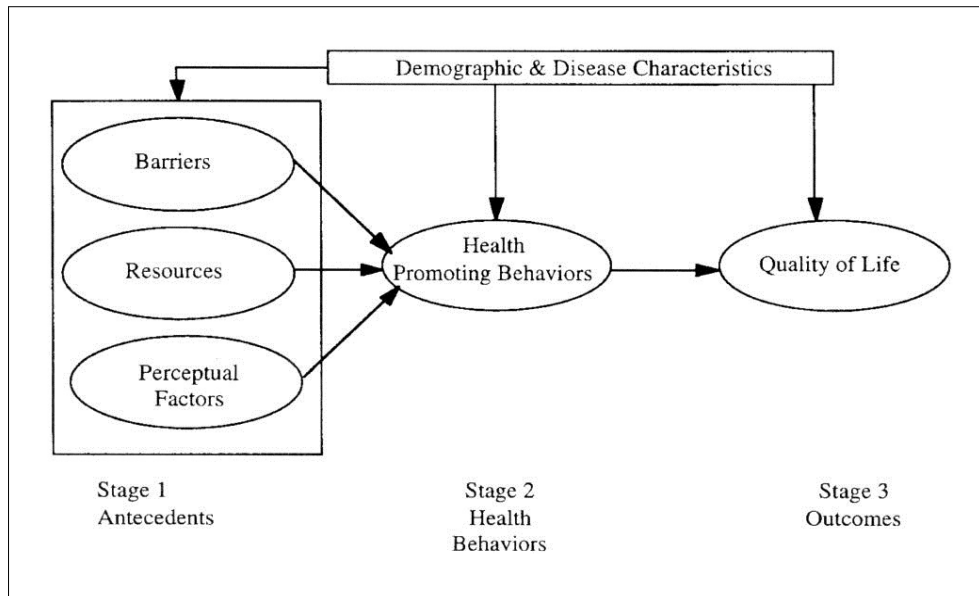 Demographic & Disease Characteristics
Barriers
Resources
Perceptual
Factors
Health
Promoting Behaviors
Quality of Life
Stage 1
Antecedents
Stage 2
Health
Behaviors
Stage 3
Outcomes